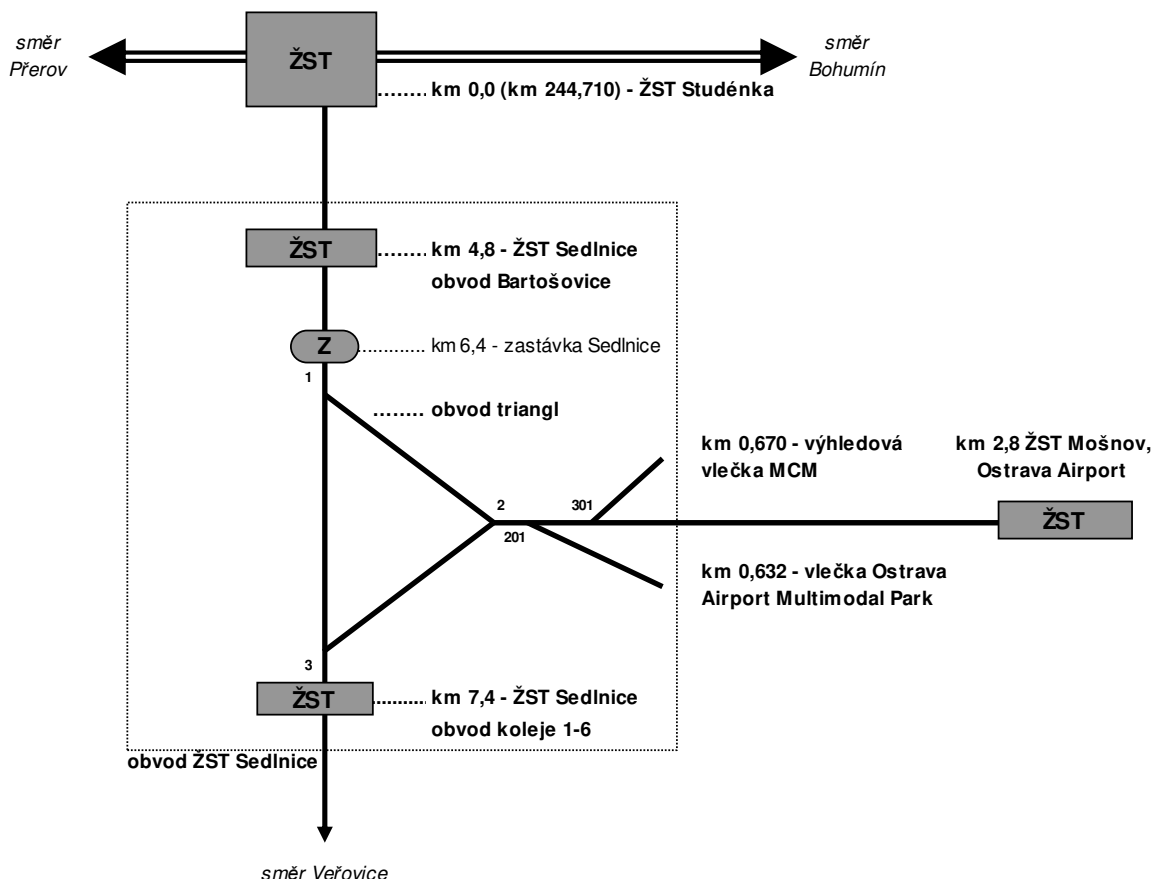 směr
Přerov
ŽST
směr
Bohumín
km 0,0 (km 244,710) - ŽST Studénka
ŽST
km 4,8 - ŽST Sedlnice
obvod Bartošovice
Z
km 6,4 - zastávka Sedlnice
1
obvod triangl
km 0,670 - výhledová
vlečka MCM
km 2,8 ŽST Mošnov,
Ostrava Airport
2
301
201
ŽST
km 0,632 - vlečka Ostrava
Airport Multimodal Park
3
ŽST
km 7,4 - ŽST Sedlnice
obvod koleje 1-6
obvod ŽST Sedlnice
směr Veřovice